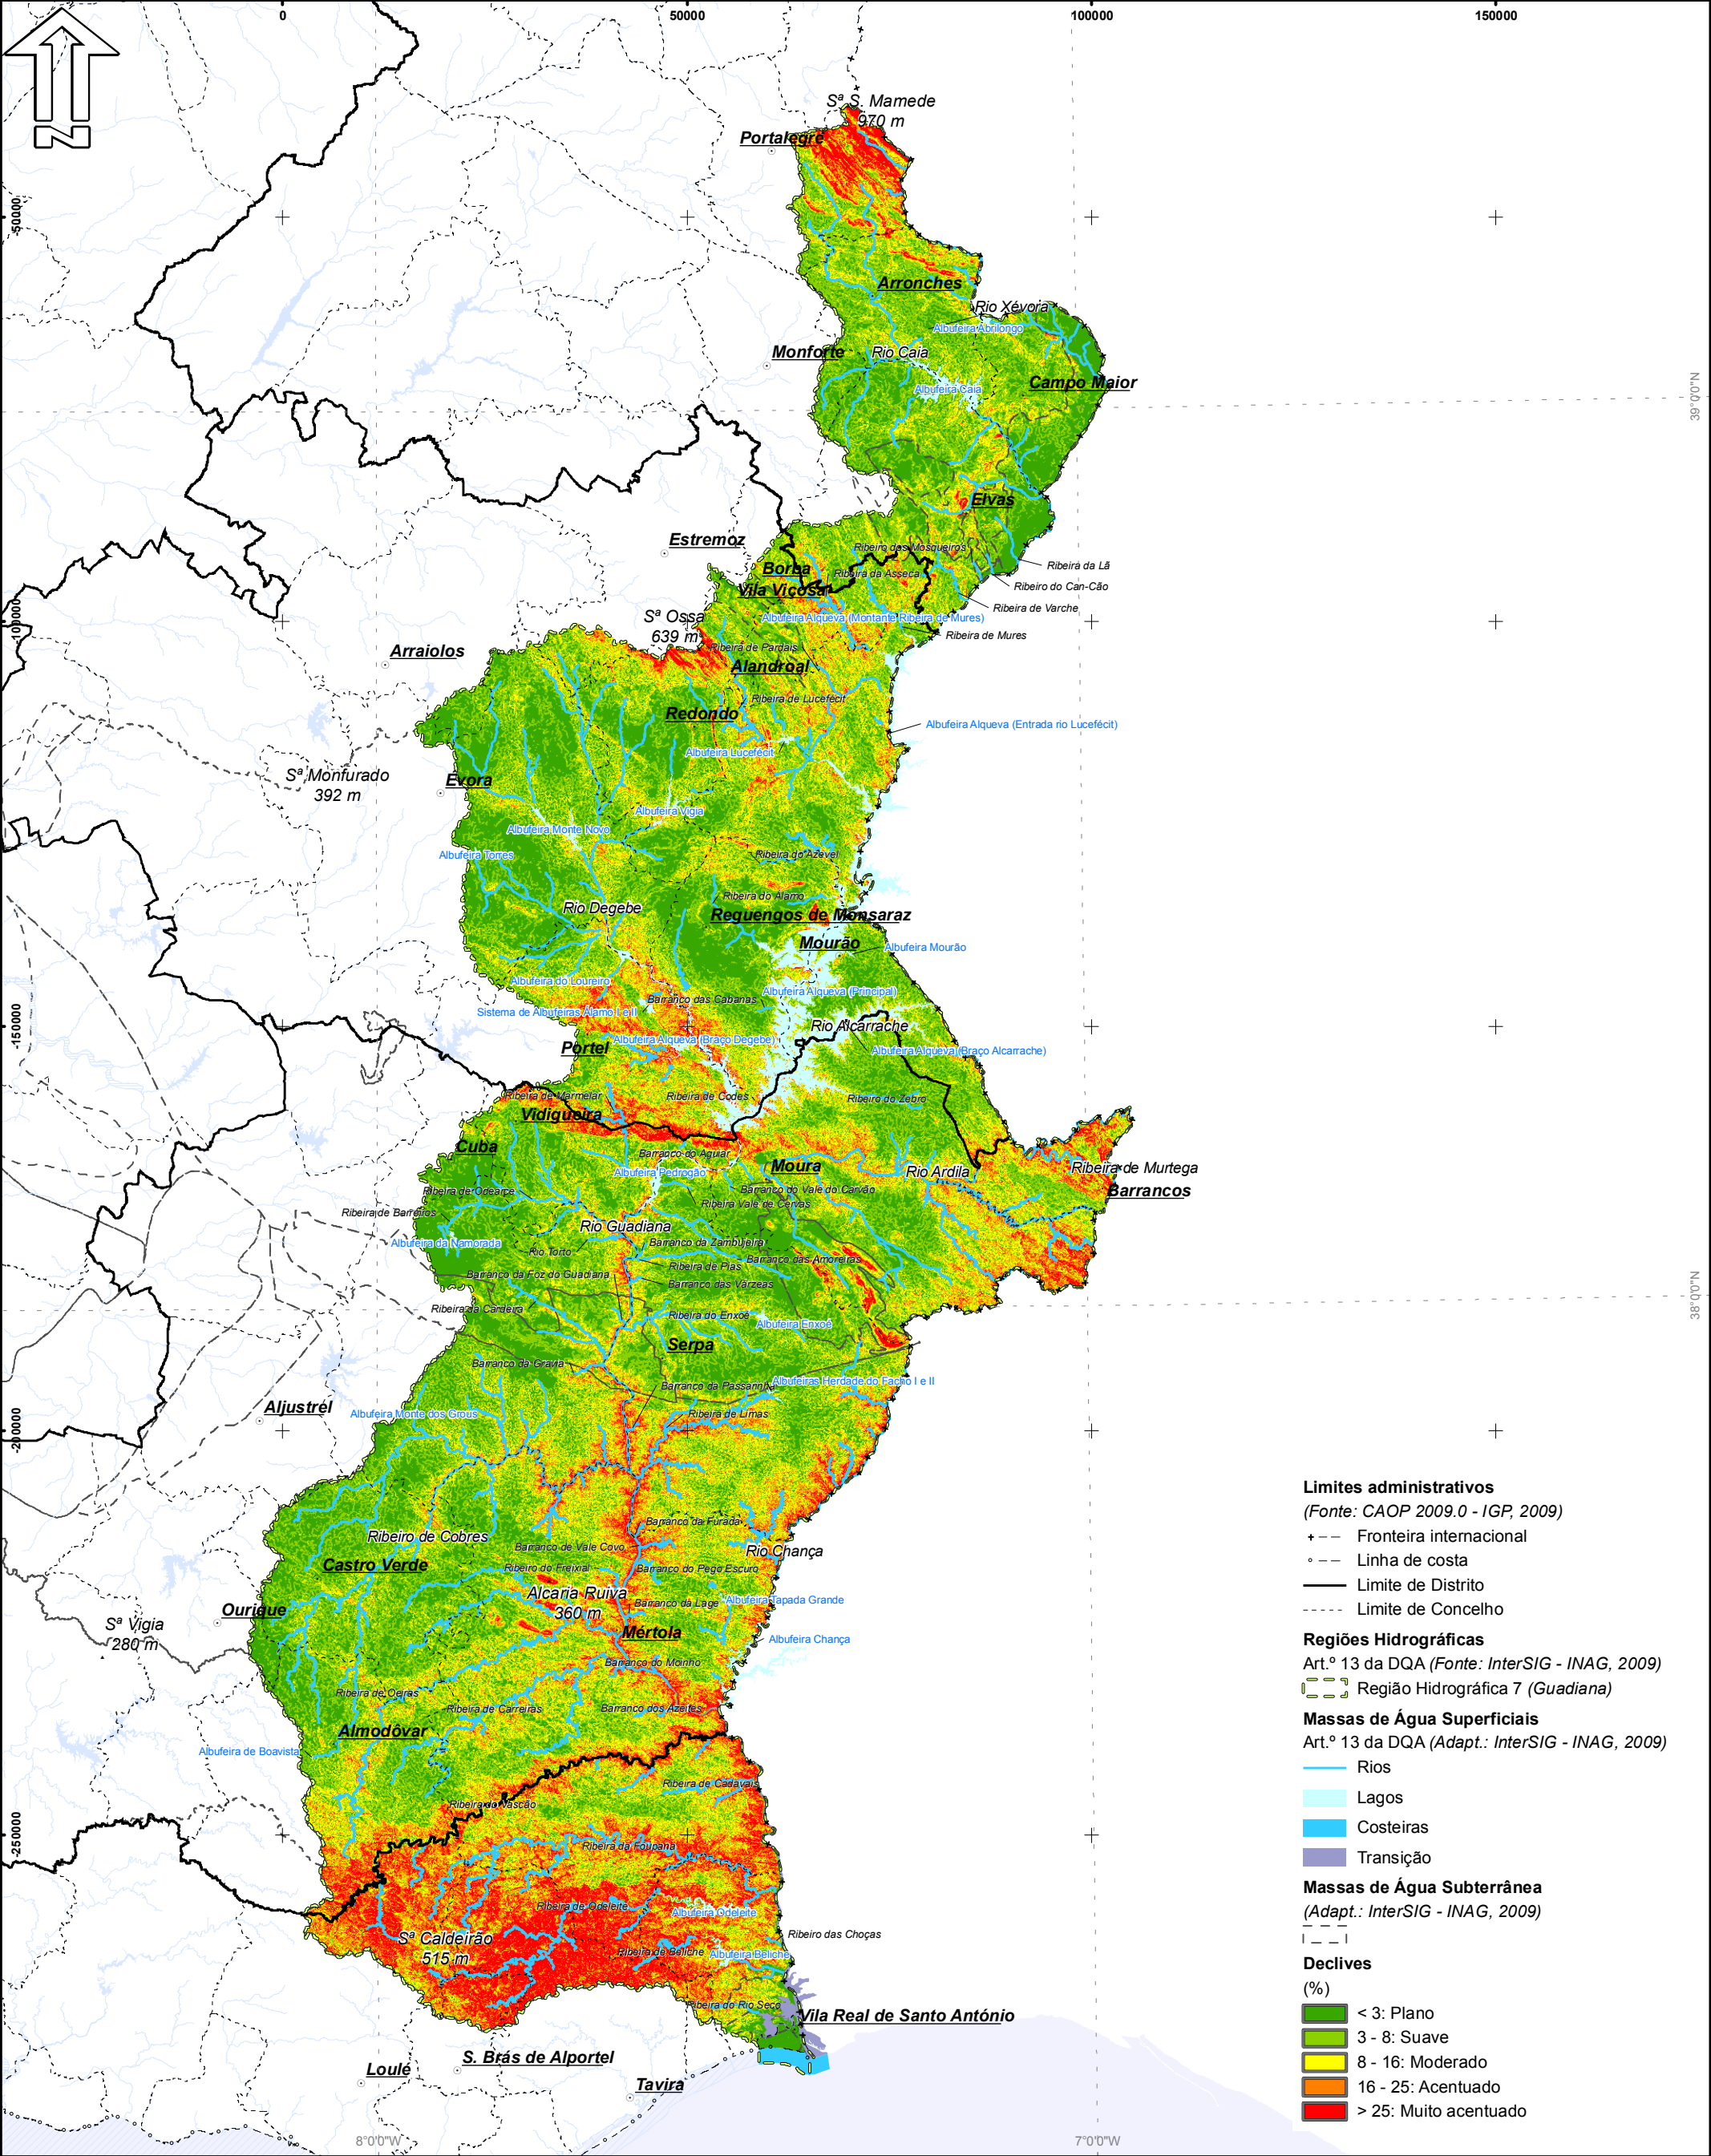 0
50000
100000
150000
N
Sª S. Mamede
970 m
Portalegre
-50000
Arronches
Rio Xévora
Albufeira Abrilongo
Monforte
Rio Caia
Campo Maior
Albufeira Caia
39°0'0"N
Elvas
Estremoz
Ribeiro dos Mosqueiros
Borba
Ribeira da Asseca
Ribeira da Lã
Ribeiro do Can-Cão
Vila Viçosa
Ribeira de Varche
-100000
Sª Ossa
639 m
Albufeira Alqueva (Montante Ribeira de Mures)
Ribeira de Mures
Arraiolos
Ribeira de Pardais
Alandroal
Ribeira de Lucefécit
Redondo
Albufeira Alqueva (Entrada rio Lucefécit)
Albufeira Lucefécit
Sª Monfurado
392 m
Évora
Albufeira Vigia
Albufeira Monte Novo
Albufeira Torres
Ribeira do Azevel
Ribeira do Álamo
Rio Degebe
Reguengos de Monsaraz
Mourão
Albufeira Mourão
Albufeira do Loureiro
Albufeira Alqueva (Principal)
Barranco das Cabanas
Sistema de Albufeiras Álamo I e II
-150000
Rio Alcarrache
Albufeira Alqueva (Braço Degebe)
Portel
Albufeira Alqueva (Braço Alcarrache)
Ribeira de Marmelar
Ribeira de Codes
Ribeiro do Zebro
Vidigueira
Cuba
Barranco do Aguiar
Albufeira Pedrogão
Moura
Rio Ardila
Ribeira de Murtega
Barrancos
Ribeira de Odearce
Barranco do Vale do Carvão
Ribeira Vale de Cervas
Ribeira de Barreiros
Rio Guadiana
Albufeira da Namorada
Rio Torto
Barranco da Zambujeira
Barranco das Amoreiras
Ribeira de Pias
Barranco da Foz do Guadiana
Barranco das Várzeas
Ribeira da Cardeira
Ribeira do Enxoé
Albufeira Enxoé
38°0'0"N
Serpa
Barranco da Gravia
Albufeiras Herdade do Facho I e II
Barranco da Passarinha
Aljustrel
Albufeira Monte dos Grous
Ribeira de Limas
-200000
Barranco da Furada
Ribeiro de Cobres
Barranco de Vale Covo
Rio Chança
Castro Verde
Ribeiro do Freixial
Barranco do Pego Escuro
Alcaria Ruiva
360 m
Barranco da Lage
Albufeira Tapada Grande
Ourique
Sª Vigia
280 m
Mértola
Albufeira Chança
Barranco do Moinho
Ribeira de Oeiras
Ribeira de Carreiras
Barranco dos Azeites
Almodôvar
Albufeira de Boavista
Ribeira de Cadavais
Ribeira do Vascão
-250000
Ribeira da Foupana
Ribeira de Odeleite
Albufeira Odeleite
Sª Caldeirão
515 m
Ribeiro das Choças
Ribeira de Beliche
Albufeira Beliche
Ribeira do Rio Seco
Vila Real de Santo António
S. Brás de Alportel
Loulé
Tavira
8°0'0"W
7°0'0"W
Limites administrativos
(Fonte: CAOP 2009.0 - IGP, 2009)
Fronteira internacional
Linha de costa
Limite de Distrito
Limite de Concelho
Regiões Hidrográficas
Art.º 13 da DQA (Fonte: InterSIG - INAG, 2009)
Região Hidrográfica 7 (Guadiana)
Massas de Água Superficiais
Art.º 13 da DQA (Adapt.: InterSIG - INAG, 2009)
Rios
Lagos
Costeiras
Transição
Massas de Água Subterrânea
(Adapt.: InterSIG - INAG, 2009)
Declives
(%)
< 3: Plano
3 - 8: Suave
8 - 16: Moderado
16 - 25: Acentuado
> 25: Muito acentuado